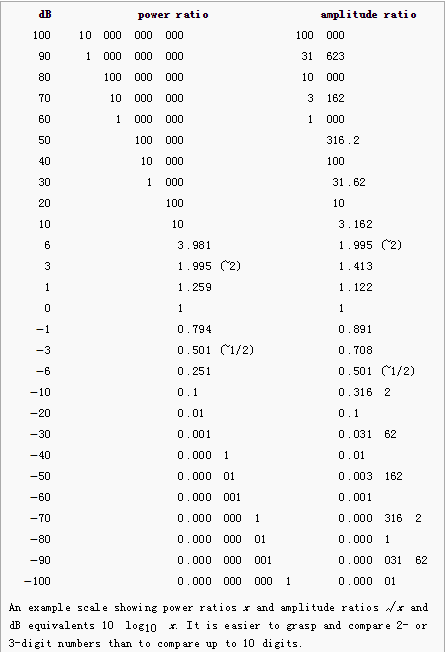 dB power ratio amplitude ratio
100 10 000 000 000 100 000
90 1 000 000 000 31 623
80 100 000 000 10 000
70 10 000 000 3 162
60 1 000 000 1 000
50 100 000 316.2
40 10 000 100
30 1 000 31.62
20 100 10
10 10 3.162
6 3.981 1.995 (~2)
3 1.995 (~2) 1.413
1 1.259 1.122
0 1 1
−1 0.794 0.891
−3 0.501 (~1/2) 0.708
−6 0.251 0.501 (~1/2)
−10 0.1 0.316 2
−20 0.01 0.1
−30 0.001 0.031 62
−40 0.000 1 0.01
−50 0.000 01 0.003 162
−60 0.000 001 0.001
−70 0.000 000 1 0.000 316 2
−80 0.000 000 01 0.000 1
−90 0.000 000 001 0.000 031 62
−100 0.000 000 000 1 0.000 01
An example scale showing power ratios x and amplitude ratios √x and
dB equivalents 10 log10 x. It is easier to grasp and compare 2- or
3-digit numbers than to compare up to 10 digits.